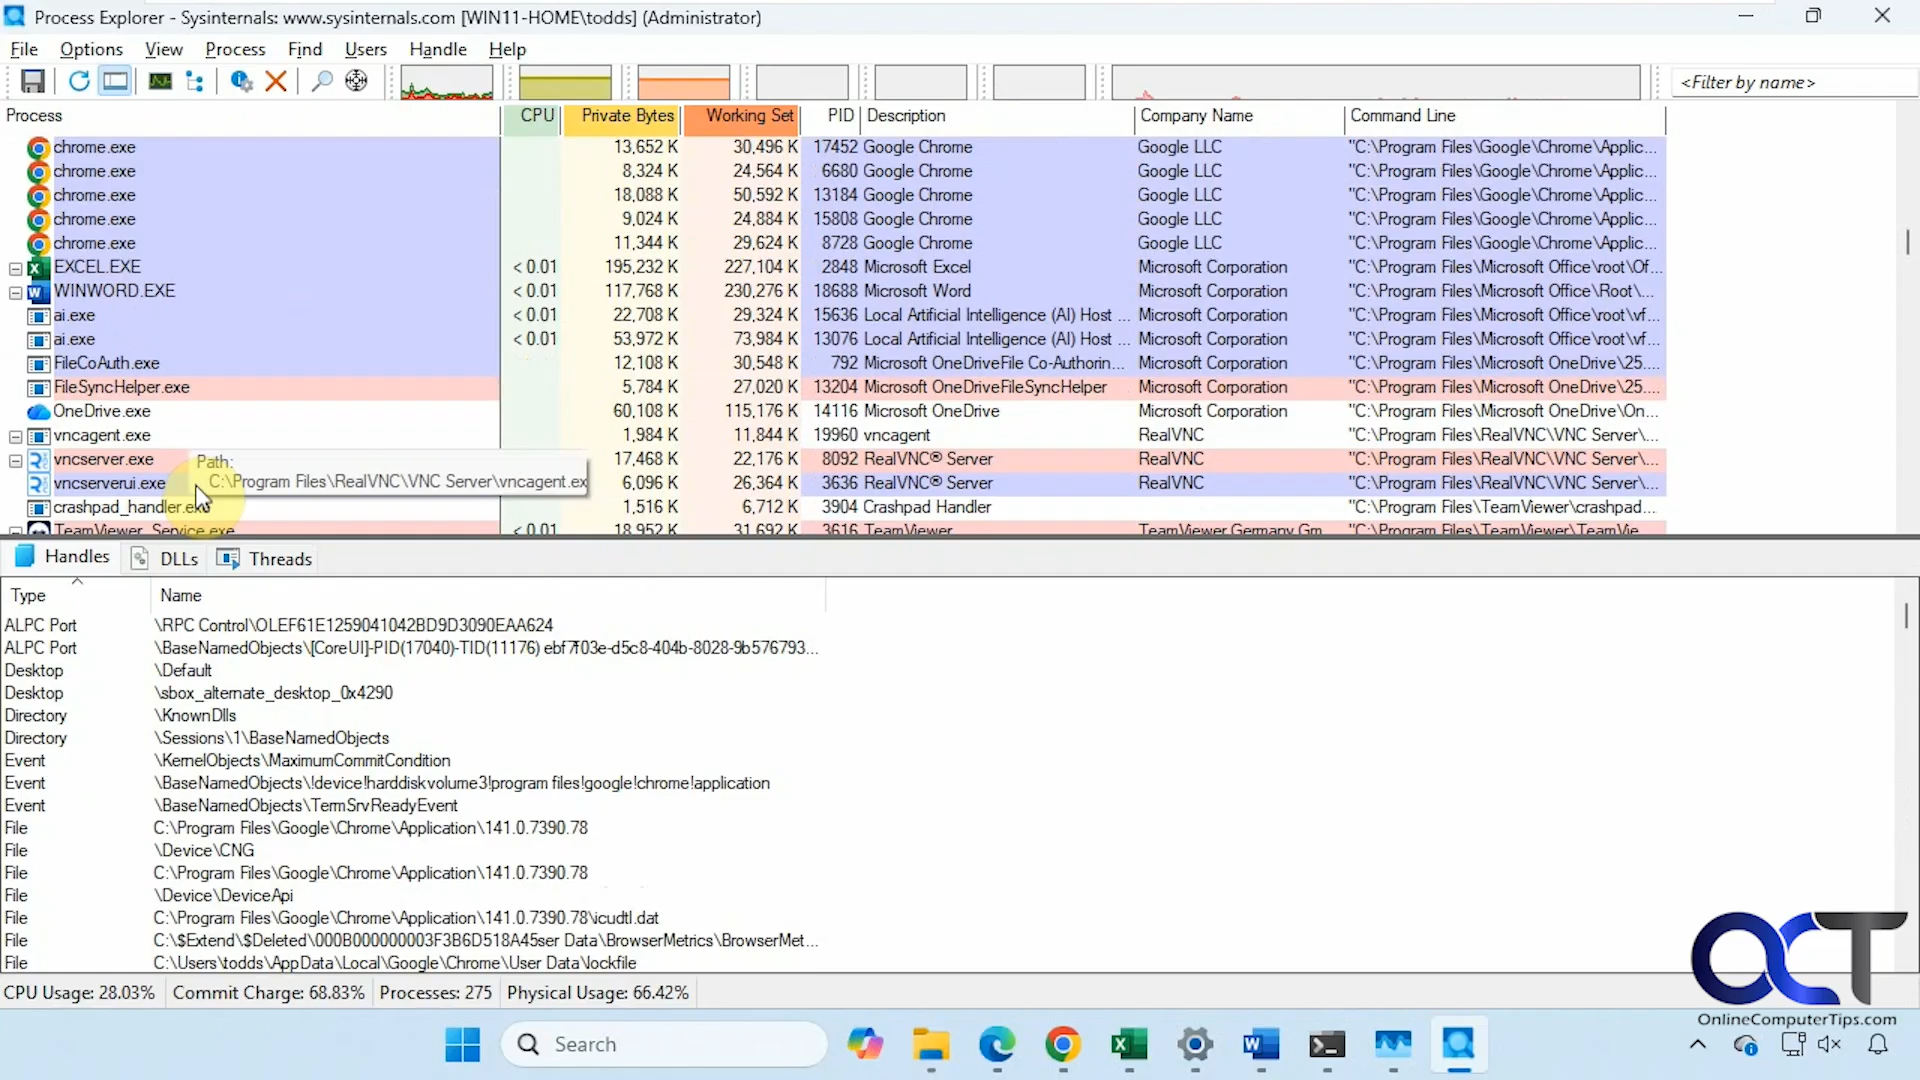 Process Explorer - Sysinternals: www.sysinternals.com [WIN11-HOME\todds] (Administrator)
File Options View Process Find Users Handle Help
<Filter by name>
Process CPU Private Bytes Working Set PID Description Company Name Command Line
chrome.exe 13,652 K 30,496 K 17452 Google Chrome Google LLC "C:\Program Files\Google\Chrome\Applic...
chrome.exe 8,324 K 24,564 K 6680 Google Chrome Google LLC "C:\Program Files\Google\Chrome\Applic...
chrome.exe 18,088 K 50,592 K 13184 Google Chrome Google LLC "C:\Program Files\Google\Chrome\Applic...
chrome.exe 9,024 K 24,884 K 15808 Google Chrome Google LLC "C:\Program Files\Google\Chrome\Applic...
chrome.exe 11,344 K 29,624 K 8728 Google Chrome Google LLC "C:\Program Files\Google\Chrome\Applic...
EXCEL.EXE < 0.01 195,232 K 227,104 K 2848 Microsoft Excel Microsoft Corporation "C:\Program Files\Microsoft Office\root\Of...
WINWORD.EXE < 0.01 117,768 K 230,276 K 18688 Microsoft Word Microsoft Corporation "C:\Program Files\Microsoft Office\Root\...
ai.exe < 0.01 22,708 K 29,324 K 15636 Local Artificial Intelligence (AI) Host ... Microsoft Corporation "C:\Program Files\Microsoft Office\root\vf...
ai.exe < 0.01 53,972 K 73,984 K 13076 Local Artificial Intelligence (AI) Host ... Microsoft Corporation "C:\Program Files\Microsoft Office\root\vf...
FileCoAuth.exe 12,108 K 30,548 K 792 Microsoft OneDriveFile Co-Authorin... Microsoft Corporation "C:\Program Files\Microsoft OneDrive\25....
FileSyncHelper.exe 5,784 K 27,020 K 13204 Microsoft OneDriveFileSyncHelper Microsoft Corporation "C:\Program Files\Microsoft OneDrive\25....
OneDrive.exe 60,108 K 115,176 K 14116 Microsoft OneDrive Microsoft Corporation "C:\Program Files\Microsoft OneDrive\On...
vncagent.exe 1,984 K 11,844 K 19960 vncagent RealVNC "C:\Program Files\RealVNC\VNC Server\...
vncserver.exe 17,468 K 22,176 K 8092 RealVNC® Server RealVNC "C:\Program Files\RealVNC\VNC Server\...
Path:
C:\Program Files\RealVNC\VNC Server\vncagent.ex
vncserverui.exe 6,096 K 26,364 K 3636 RealVNC® Server RealVNC "C:\Program Files\RealVNC\VNC Server\...
crashpad_handler.exe 1,516 K 6,712 K 3904 Crashpad Handler "C:\Program Files\TeamViewer\crashpad...
TeamViewer_Service.exe < 0.01 18,952 K 31,692 K 3616 TeamViewer TeamViewer Germany Gm... "C:\Program Files\TeamViewer\TeamVie...
Handles DLLs Threads
Type Name
ALPC Port \RPC Control\OLEF61E1259041042BD9D3090EAA624
ALPC Port \BaseNamedObjects\[CoreUI]-PID(17040)-TID(11176) ebf7f03e-d5c8-404b-8028-9b576793...
Desktop \Default
Desktop \sbox_alternate_desktop_0x4290
Directory \KnownDlls
Directory \Sessions\1\BaseNamedObjects
Event \KernelObjects\MaximumCommitCondition
Event \BaseNamedObjects\!device!harddiskvolume3!program files!google!chrome!application
Event \BaseNamedObjects\TermSrvReadyEvent
File C:\Program Files\Google\Chrome\Application\141.0.7390.78
File \Device\CNG
File C:\Program Files\Google\Chrome\Application\141.0.7390.78
File \Device\DeviceApi
File C:\Program Files\Google\Chrome\Application\141.0.7390.78\icudtl.dat
File C:\$Extend\$Deleted\000B000000003F3B6D518A45ser Data\BrowserMetrics\BrowserMet...
File C:\Users\todds\AppData\Local\Google\Chrome\User Data\lockfile
CPU Usage: 28.03% Commit Charge: 68.83% Processes: 275 Physical Usage: 66.42%
OCT
OnlineComputerTips.com
Search